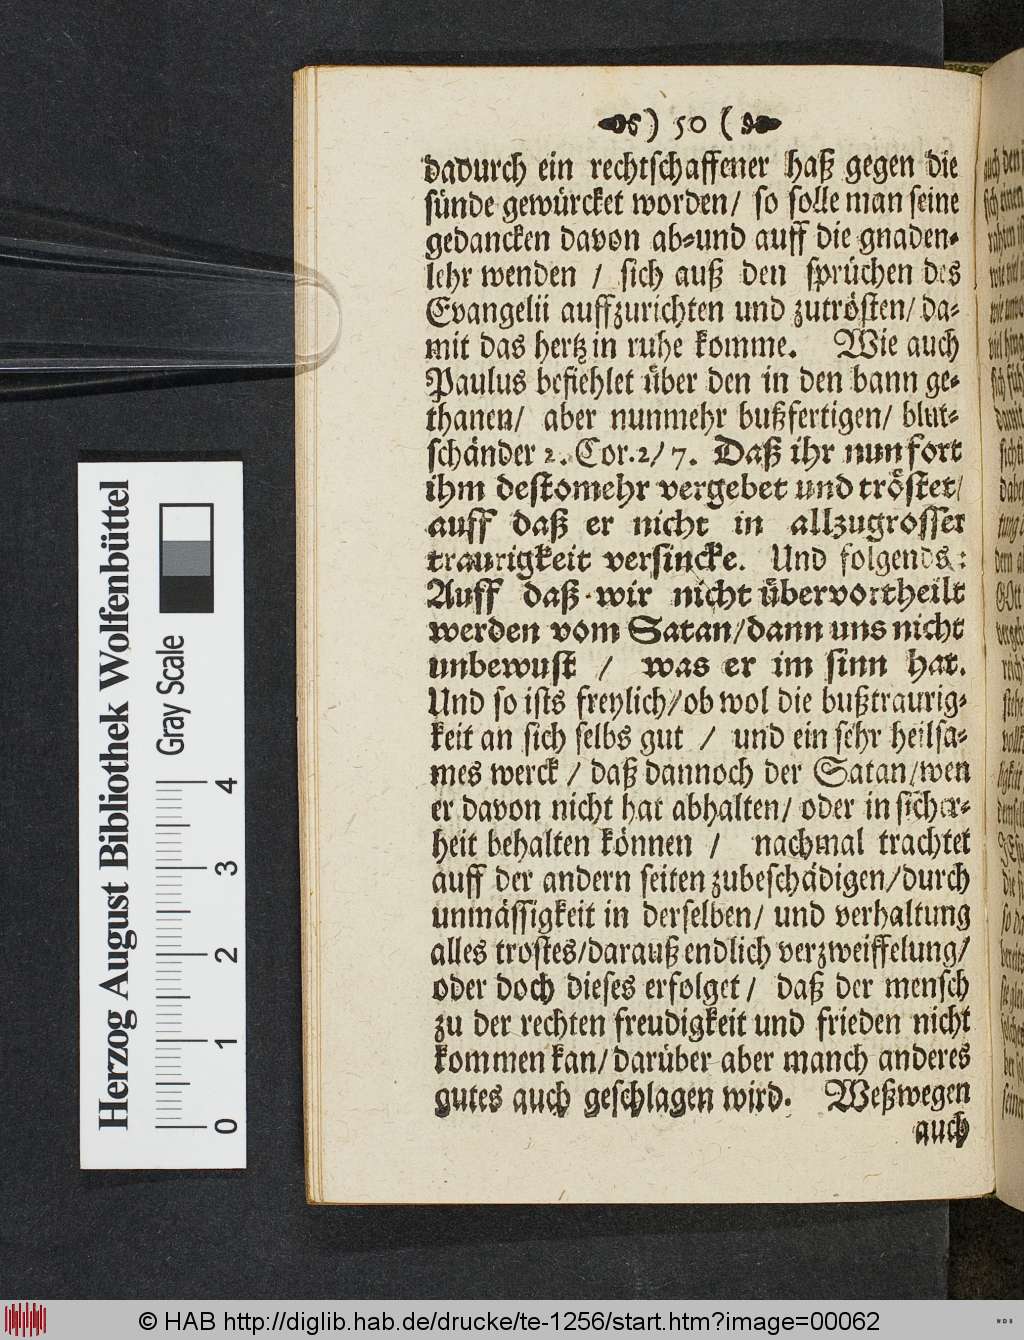 ) 50 (
dadurch ein rechtschaffener haß gegen die
sünde gewürcket worden/ so solle man seine
gedancken davon ab-und auff die gnaden-
lehr wenden / sich auß den sprüchen des
Evangelii auffzurichten und zutrösten/ da-
mit das hertz in ruhe komme. Wie auch
Paulus befiehlet über den in den bann ge-
thanen/ aber nunmehr bußfertigen/ blut-
schänder 2. Cor. 2/ 7. Daß ihr nun fort
ihm destomehr vergebet und tröstet/
auff daß er nicht in allzugrosser
traurigkeit versincke. Und folgends:
Auff daß wir nicht übervortheilt
werden vom Satan/dann uns nicht
unbewust / was er im sinn hat.
Und so ists freylich/ob wol die bußtraurig-
keit an sich selbs gut / und ein sehr heilsa-
mes werck / daß dannoch der Satan/wen
er davon nicht hat abhalten/ oder in sicher-
heit behalten können / nachmal trachtet
auff der andern seiten zubeschädigen/durch
unmässigkeit in derselben/ und verhaltung
alles trostes/darauß endlich verzweiffelung/
oder doch dieses erfolget / daß der mensch
zu der rechten freudigkeit und frieden nicht
kommen kan/ darüber aber manch anderes
gutes auch geschlagen wird. Weßwegen
auch
Herzog August Bibliothek Wolfenbüttel
Gray Scale
0 1 2 3 4
© HAB http://diglib.hab.de/drucke/te-1256/start.htm?image=00062